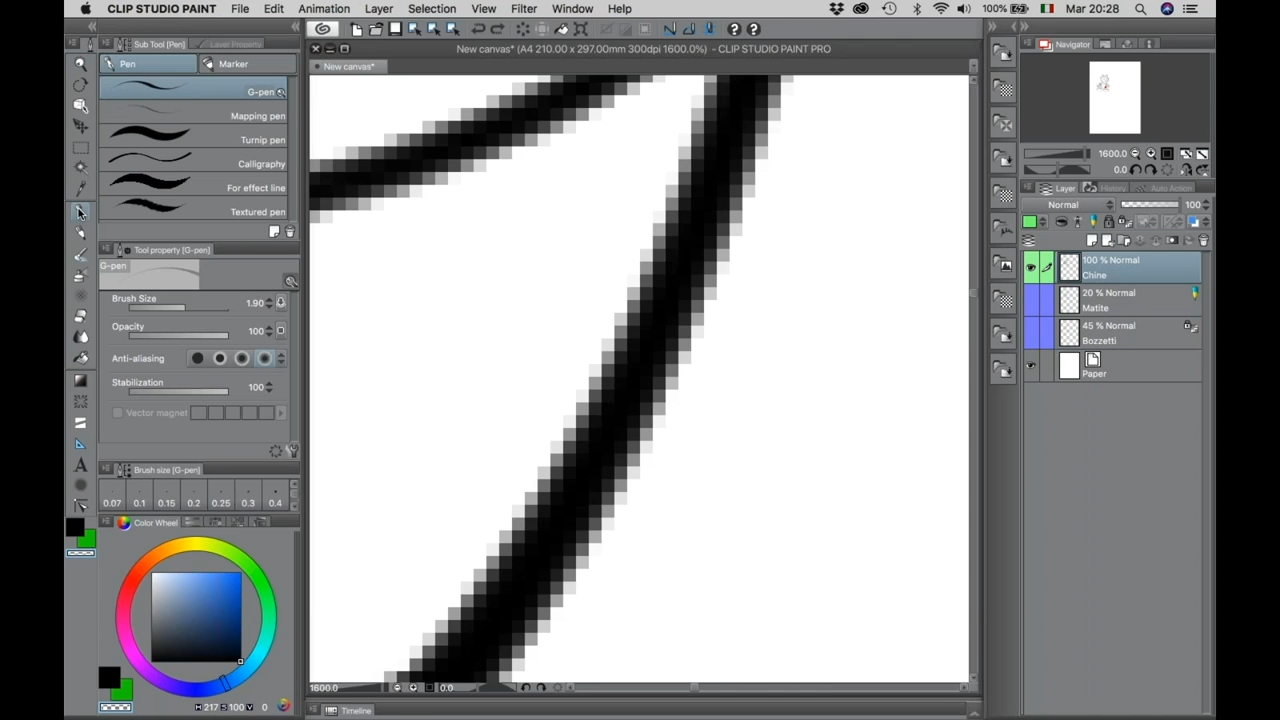 CLIP STUDIO PAINT File Edit Animation Layer Selection View Filter Window Help 100% Mar 20:28
New canvas* (A4 210.00 x 297.00mm 300dpi 1600.0%) - CLIP STUDIO PAINT PRO
Sub Tool [Pen] Layer Property
New canvas*
Navigator
Pen Marker
G-pen
Mapping pen
Turnip pen
Calligraphy
For effect line
Textured pen
Tool property [G-pen]
G-pen
Brush Size 1.90
Opacity 100
Anti-aliasing
Stabilization 100
Vector magnet
Brush size [G-pen]
0.07 0.1 0.15 0.2 0.25 0.3 0.4
Color Wheel
H 217 S 100 V 0
1600.0 0.0
Timeline
1600.0
0.0
Layer History Auto Action
Normal 100
100 % Normal
Chine
20 % Normal
Matite
45 % Normal
Bozzetti
Paper